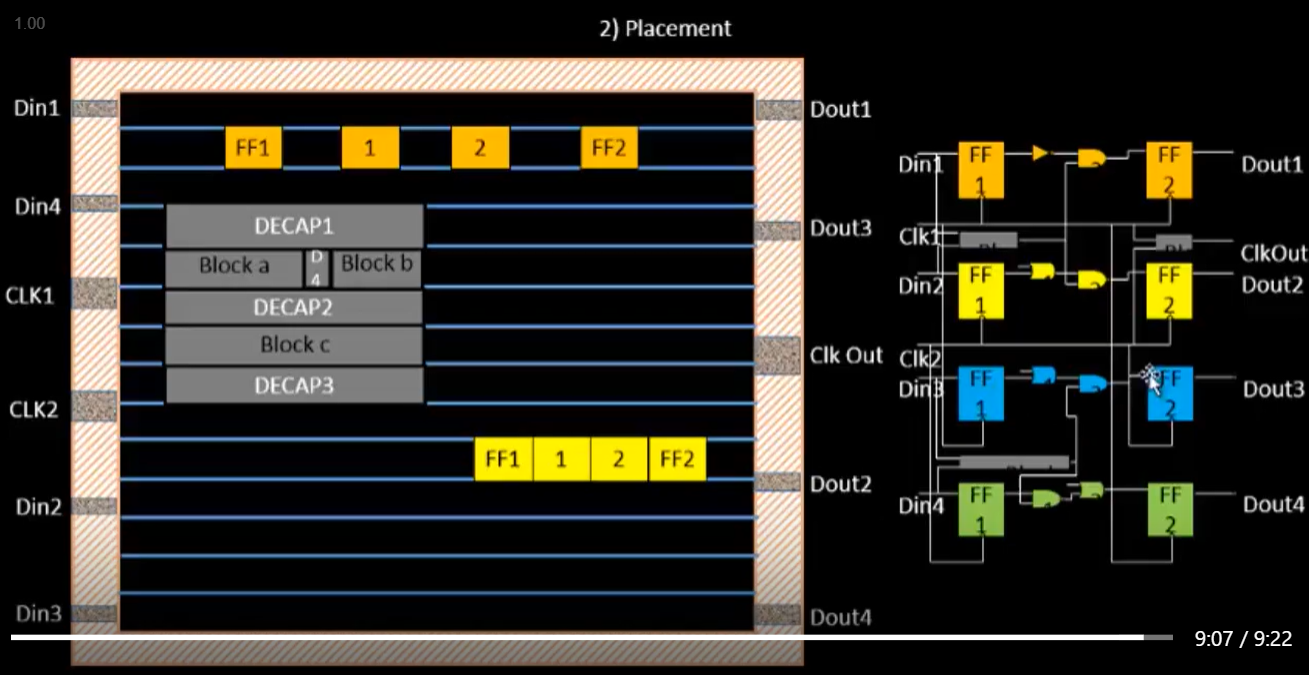 1.00
2) Placement
Din1
Din4
CLK1
CLK2
Din2
Din3
FF1 1 2 FF2
DECAP1
Block a D4 Block b
DECAP2
Block c
DECAP3
FF1 1 2 FF2
Dout1
Dout3
Clk Out
Dout2
Dout4
Din1 FF 1 FF 2 Dout1
Clk1 ClkOut
Din2 FF 1 FF 2 Dout2
Clk2
Din3 FF 1 FF 2 Dout3
Din4 FF 1 FF 2 Dout4
9:07 / 9:22